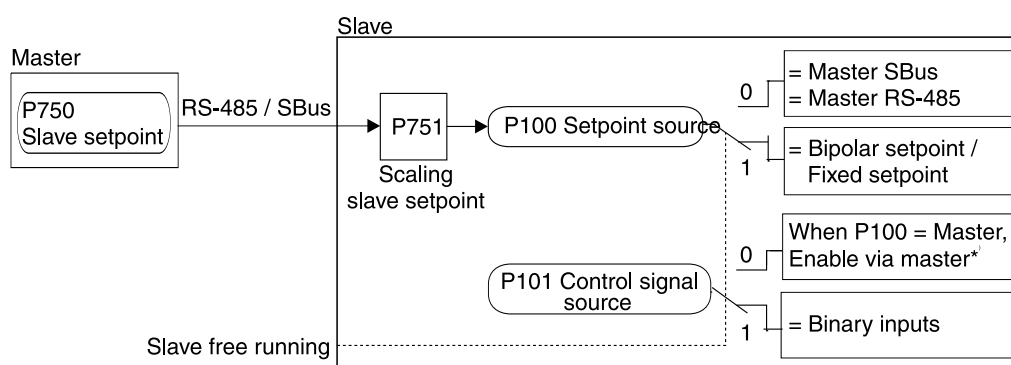 Slave
Master
P750
Slave setpoint
RS-485 / SBus
P751
Scaling
slave setpoint
P100 Setpoint source
0
= Master SBus
= Master RS-485
1
= Bipolar setpoint /
Fixed setpoint
P101 Control signal
source
0
When P100 = Master,
Enable via master*)
1
= Binary inputs
Slave free running